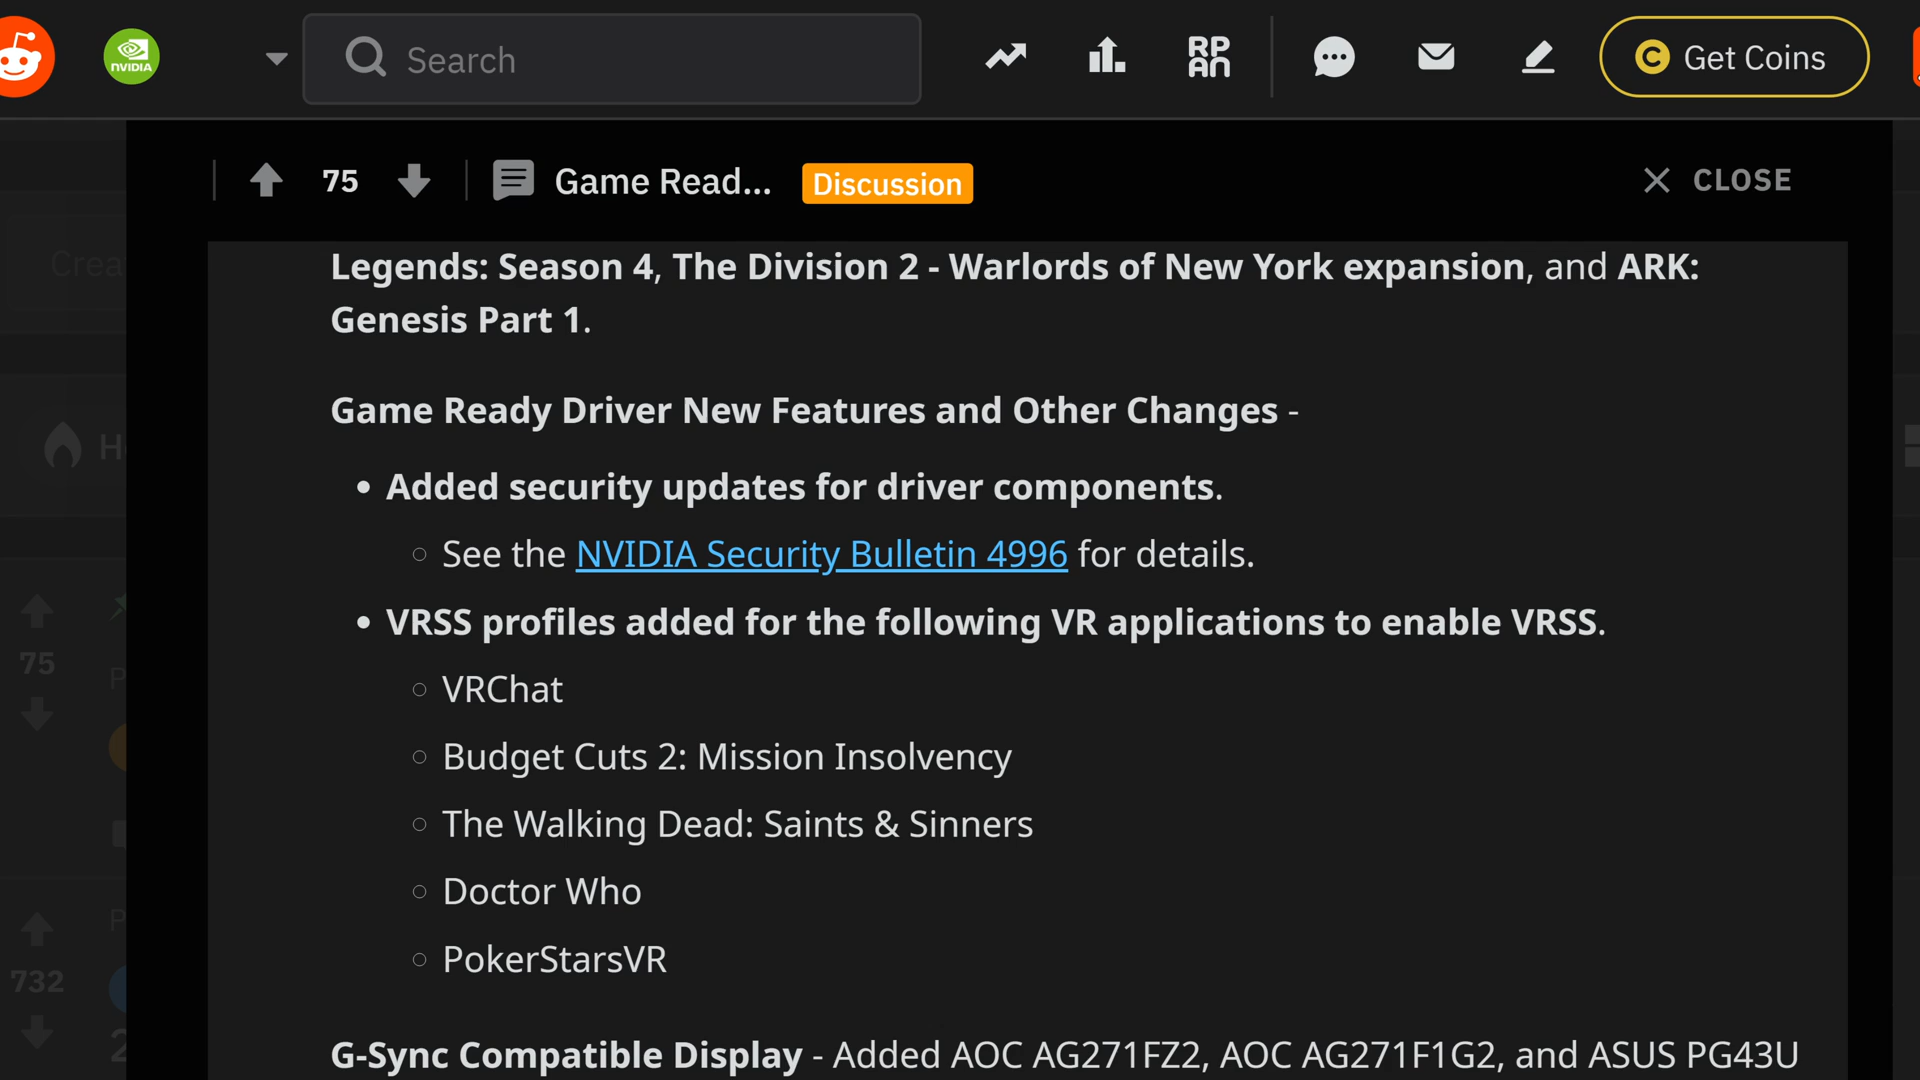 NVIDIA
Search
RPAN
Get Coins
75
Game Read...
Discussion
CLOSE
Crea
Legends: Season 4, The Division 2 - Warlords of New York expansion, and ARK:
Genesis Part 1.
Game Ready Driver New Features and Other Changes -
• Added security updates for driver components.
See the NVIDIA Security Bulletin 4996 for details.
• VRSS profiles added for the following VR applications to enable VRSS.
75
VRChat
Budget Cuts 2: Mission Insolvency
The Walking Dead: Saints & Sinners
Doctor Who
PokerStarsVR
732
G-Sync Compatible Display - Added AOC AG271FZ2, AOC AG271F1G2, and ASUS PG43U